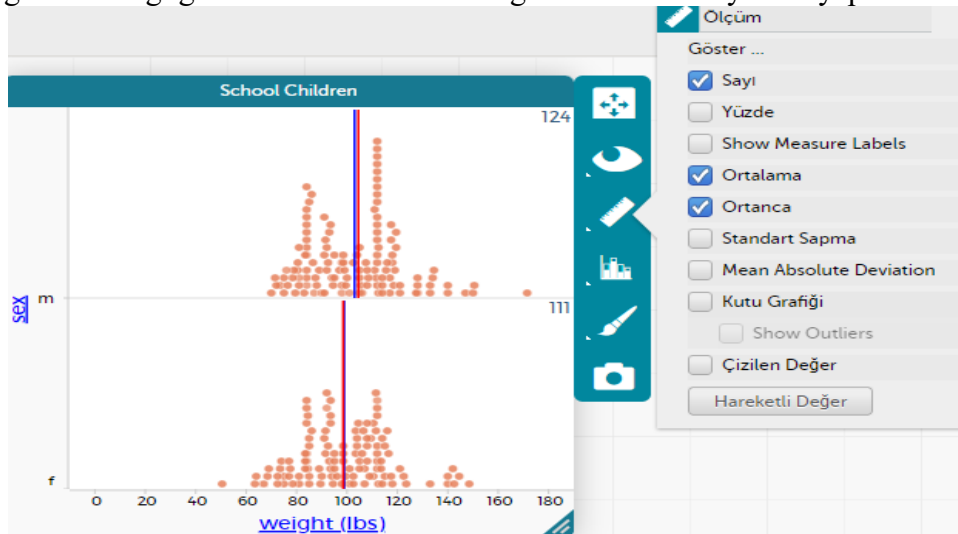 Ölçüm
Göster ...
School Children
Sayı
124
Yüzde
Show Measure Labels
Ortalama
Ortanca
Standart Sapma
Mean Absolute Deviation
sex
m
111
Kutu Grafiği
Show Outliers
Çizilen Değer
Hareketli Değer
f
0 20 40 60 80 100 120 140 160 180
weight (lbs)